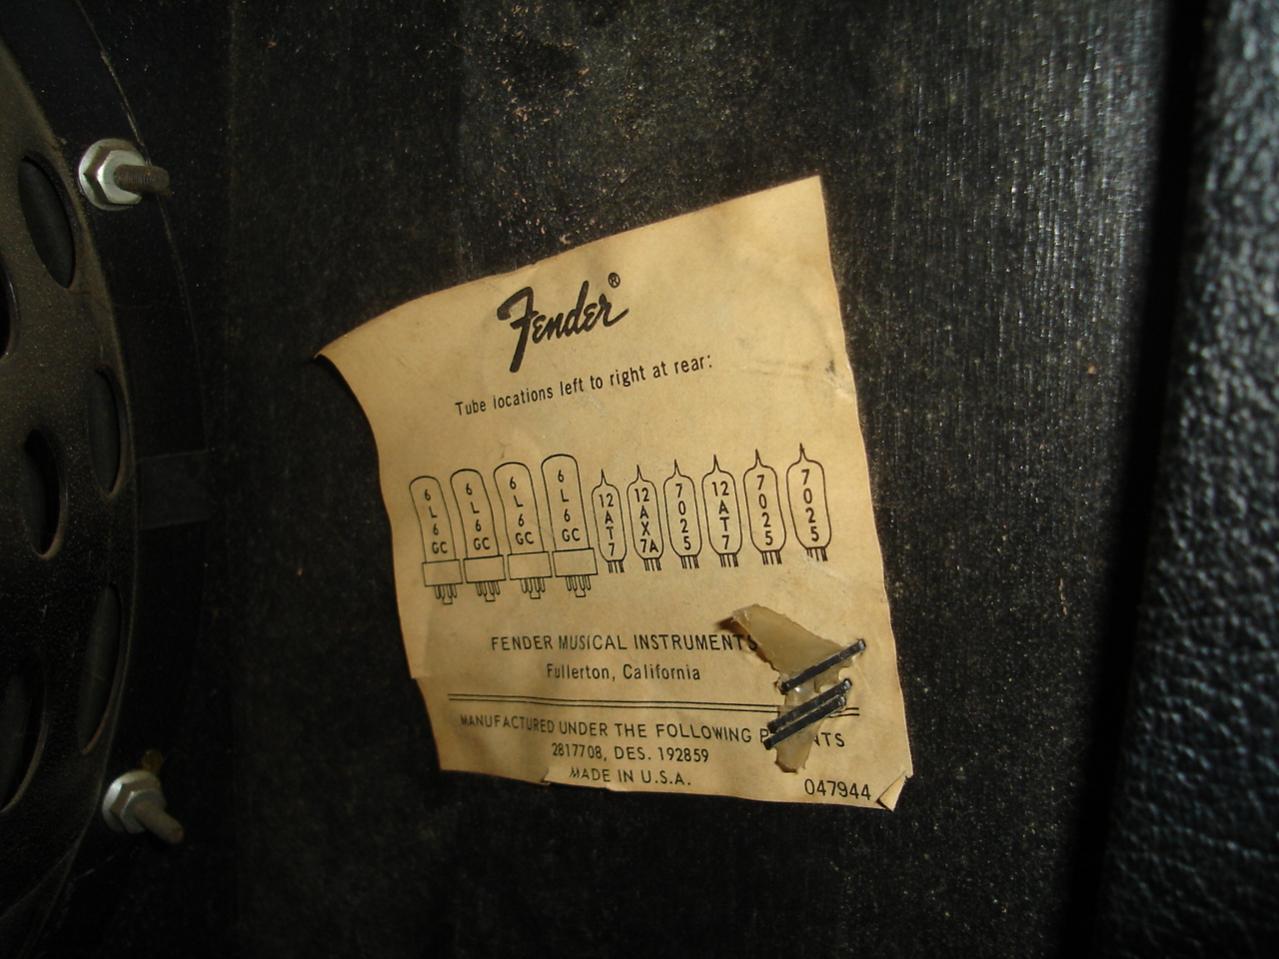 Fender®
Tube locations left to right at rear:
6L6GC 6L6GC 6L6GC 6L6GC 12AT7 12AX7A 7025 12AT7 7025 7025
FENDER MUSICAL INSTRUMENTS
Fullerton, California
MANUFACTURED UNDER THE FOLLOWING P NTS
2817708, DES. 192859
MADE IN U.S.A.
047944